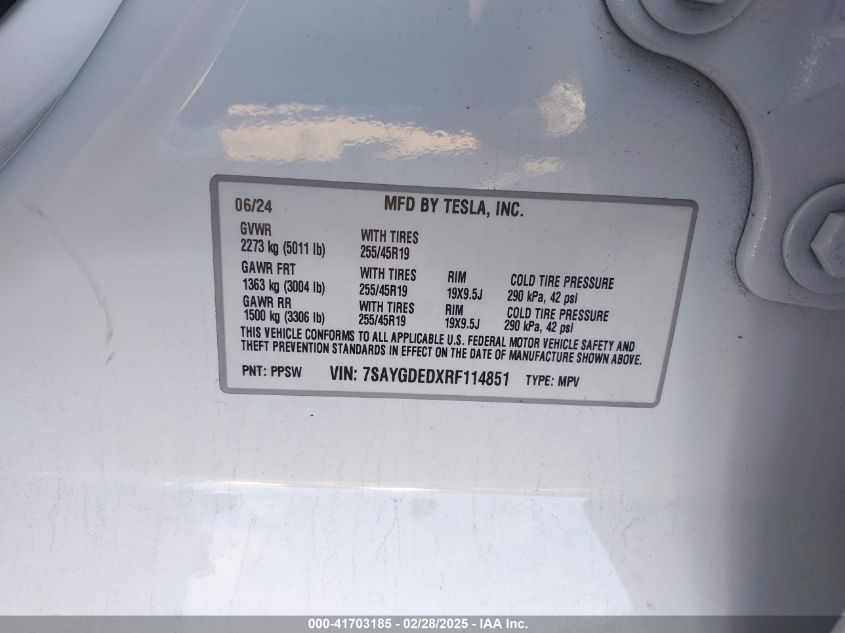 06/24 MFD BY TESLA, INC.
GVWR
2273 kg (5011 lb) WITH TIRES 255/45R19
GAWR FRT WITH TIRES RIM COLD TIRE PRESSURE
1363 kg (3004 lb) 255/45R19 19X9.5J 290 kPa, 42 psi
GAWR RR WITH TIRES RIM COLD TIRE PRESSURE
1500 kg (3306 lb) 255/45R19 19X9.5J 290 kPa, 42 psi
THIS VEHICLE CONFORMS TO ALL APPLICABLE U.S. FEDERAL MOTOR VEHICLE SAFETY AND
THEFT PREVENTION STANDARDS IN EFFECT ON THE DATE OF MANUFACTURE SHOWN ABOVE.
PNT: PPSW VIN: 7SAYGDEDXRF114851 TYPE: MPV
000-41703185 - 02/28/2025 - IAA Inc.